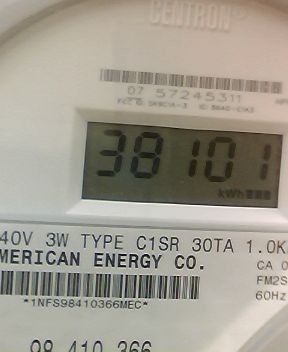 CENTRON®
07 57245311
38101
kWh
40V 3W TYPE C1SR 30TA 1.0K
MERICAN ENERGY CO.
CA 0
FM2S
60Hz
*1NFS98410366MEC*
98 410 366